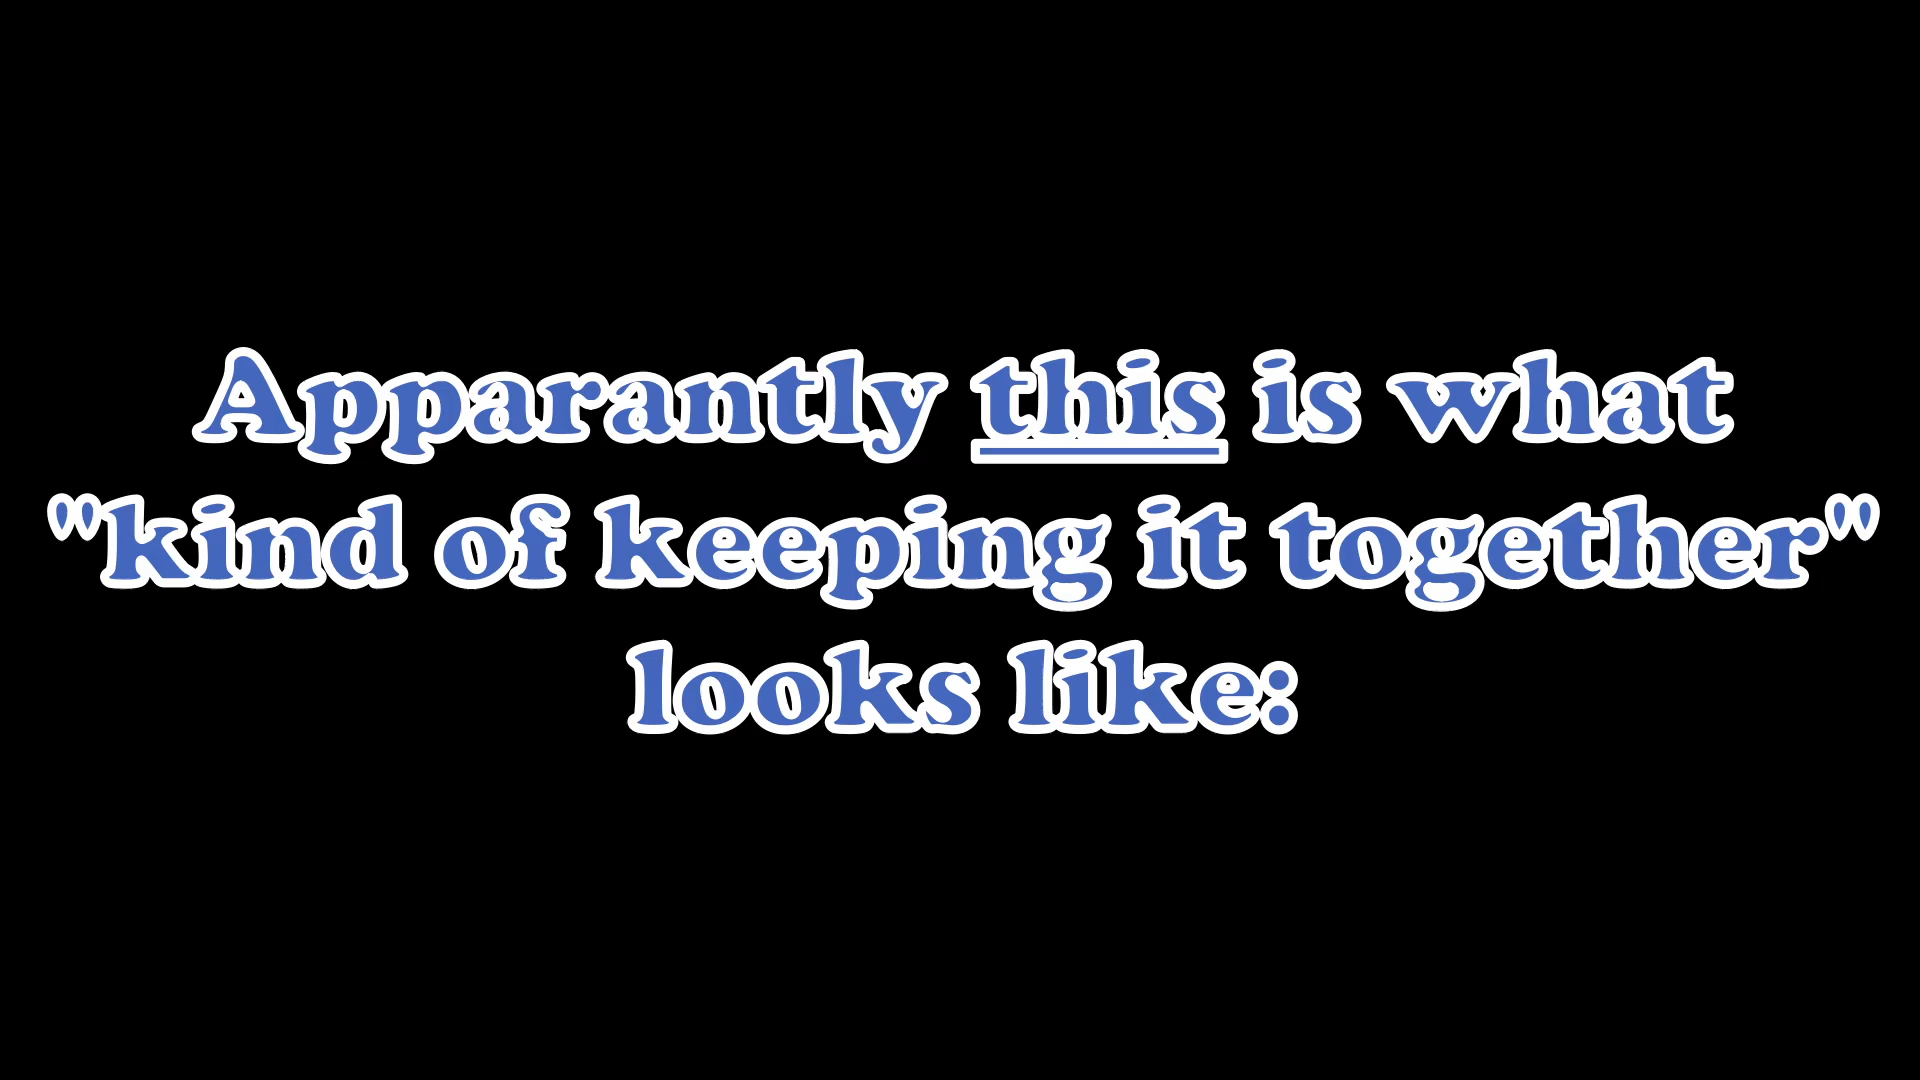 Apparantly this is what
"kind of keeping it together"
looks like: